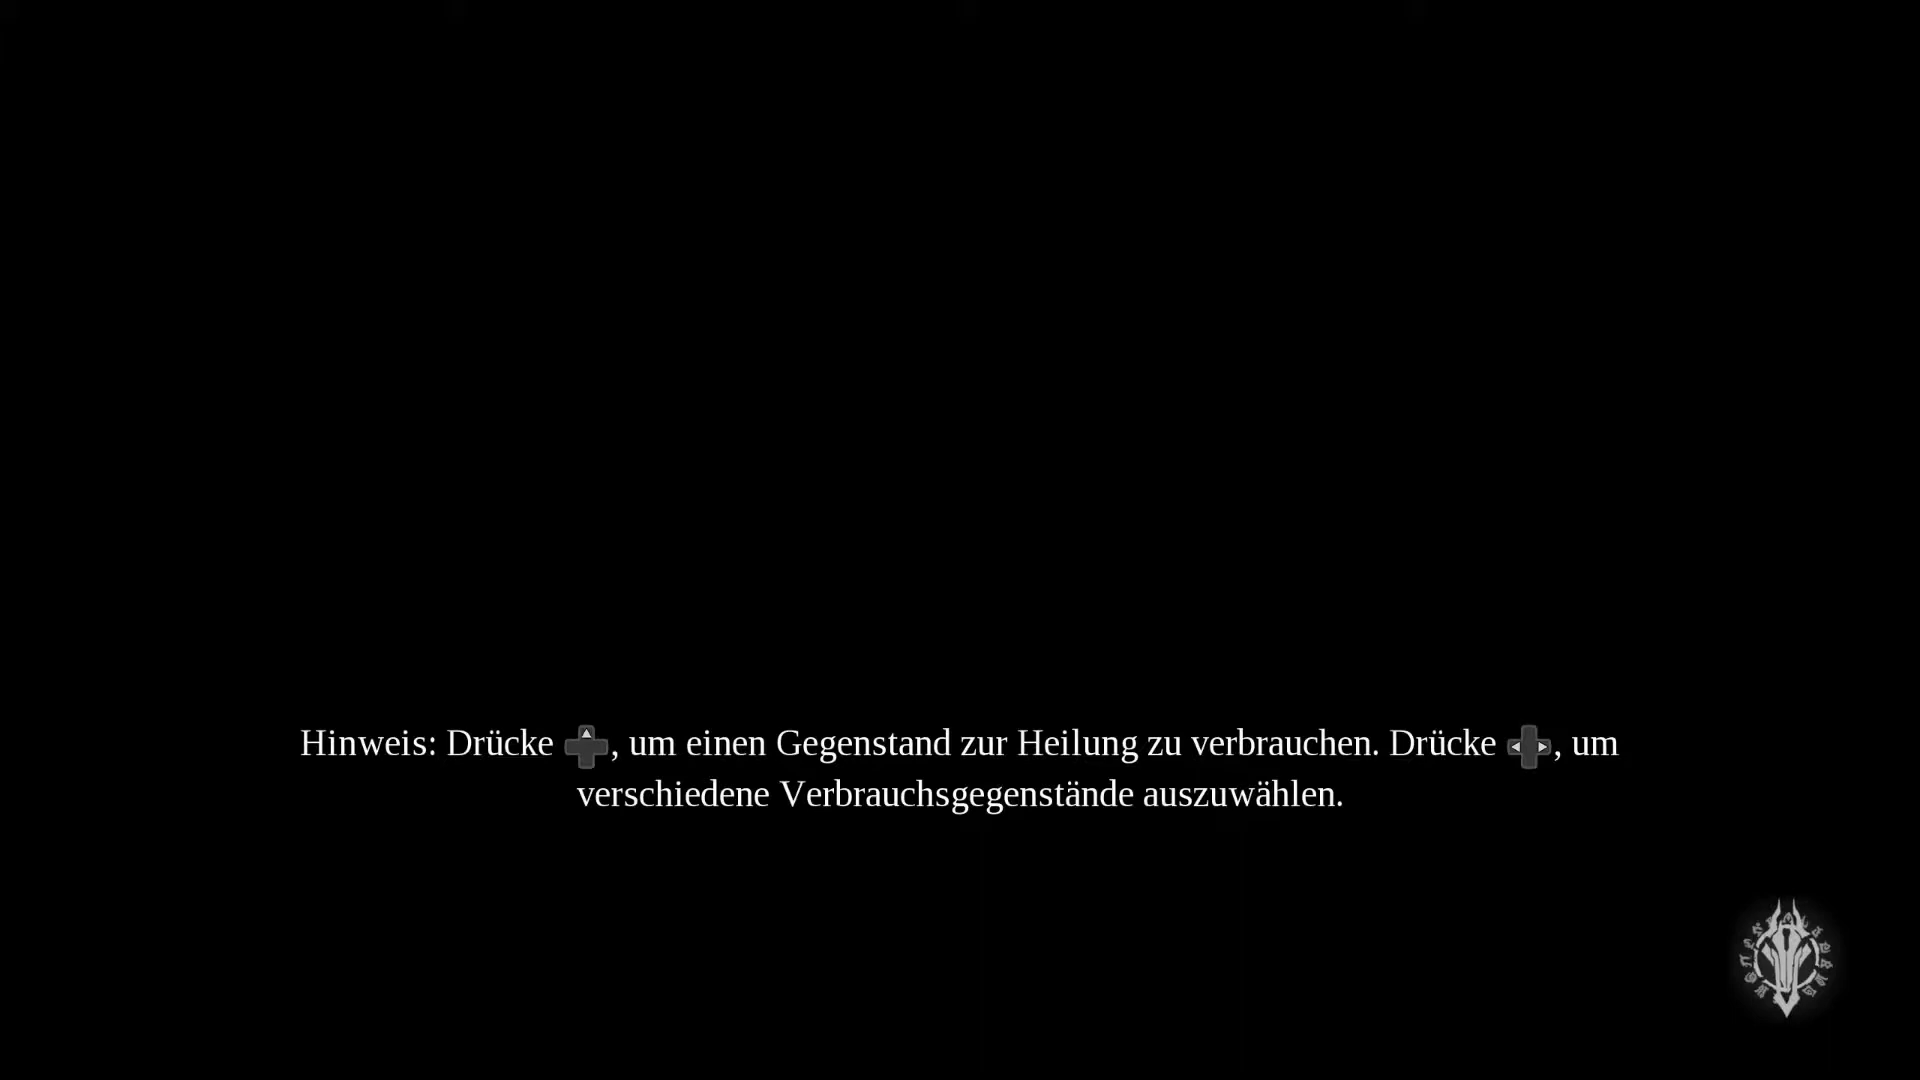 Hinweis: Drücke , um einen Gegenstand zur Heilung zu verbrauchen. Drücke , um
verschiedene Verbrauchsgegenstände auszuwählen.